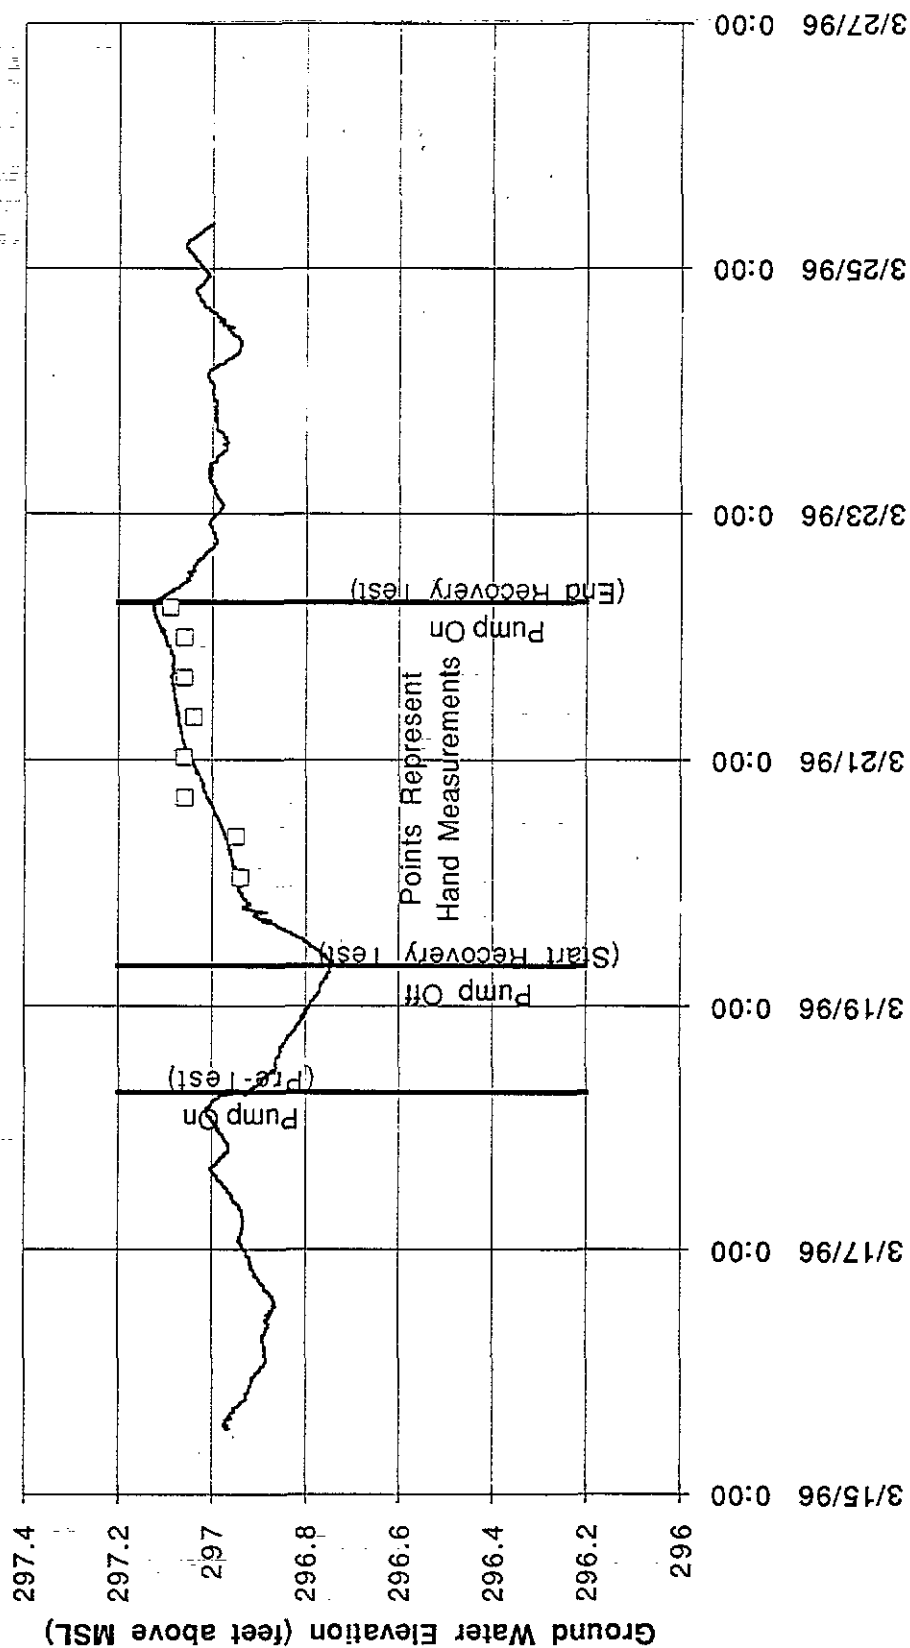 Ground Water Elevation (feet above MSL)
297.4
297.2
297
296.8
296.6
296.4
296.2
296
Pump On
(Pre-Test)
Pump Off
(Start Recovery Test)
Points Represent
Hand Measurements
Pump On
(End Recovery Test)
3/15/96 0:00
3/17/96 0:00
3/19/96 0:00
3/21/96 0:00
3/23/96 0:00
3/25/96 0:00
3/27/96 0:00